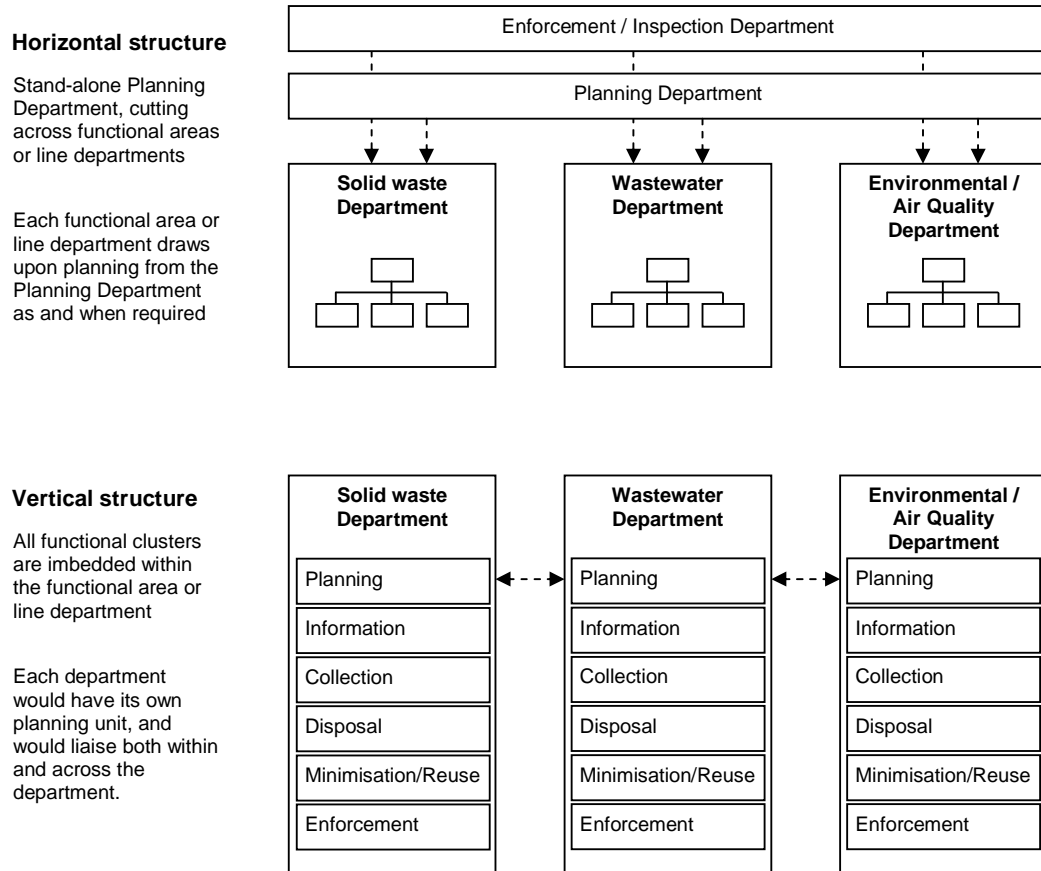 Horizontal structure
Stand-alone Planning
Department, cutting
across functional areas
or line departments
Each functional area or
line department draws
upon planning from the
Planning Department
as and when required
Enforcement / Inspection Department
Planning Department
Solid waste
Department
Wastewater
Department
Environmental /
Air Quality
Department
Vertical structure
All functional clusters
are imbedded within
the functional area or
line department
Each department
would have its own
planning unit, and
would liaise both within
and across the
department.
Solid waste
Department
Planning
Information
Collection
Disposal
Minimisation/Reuse
Enforcement
Wastewater
Department
Planning
Information
Collection
Disposal
Minimisation/Reuse
Enforcement
Environmental /
Air Quality
Department
Planning
Information
Collection
Disposal
Minimisation/Reuse
Enforcement